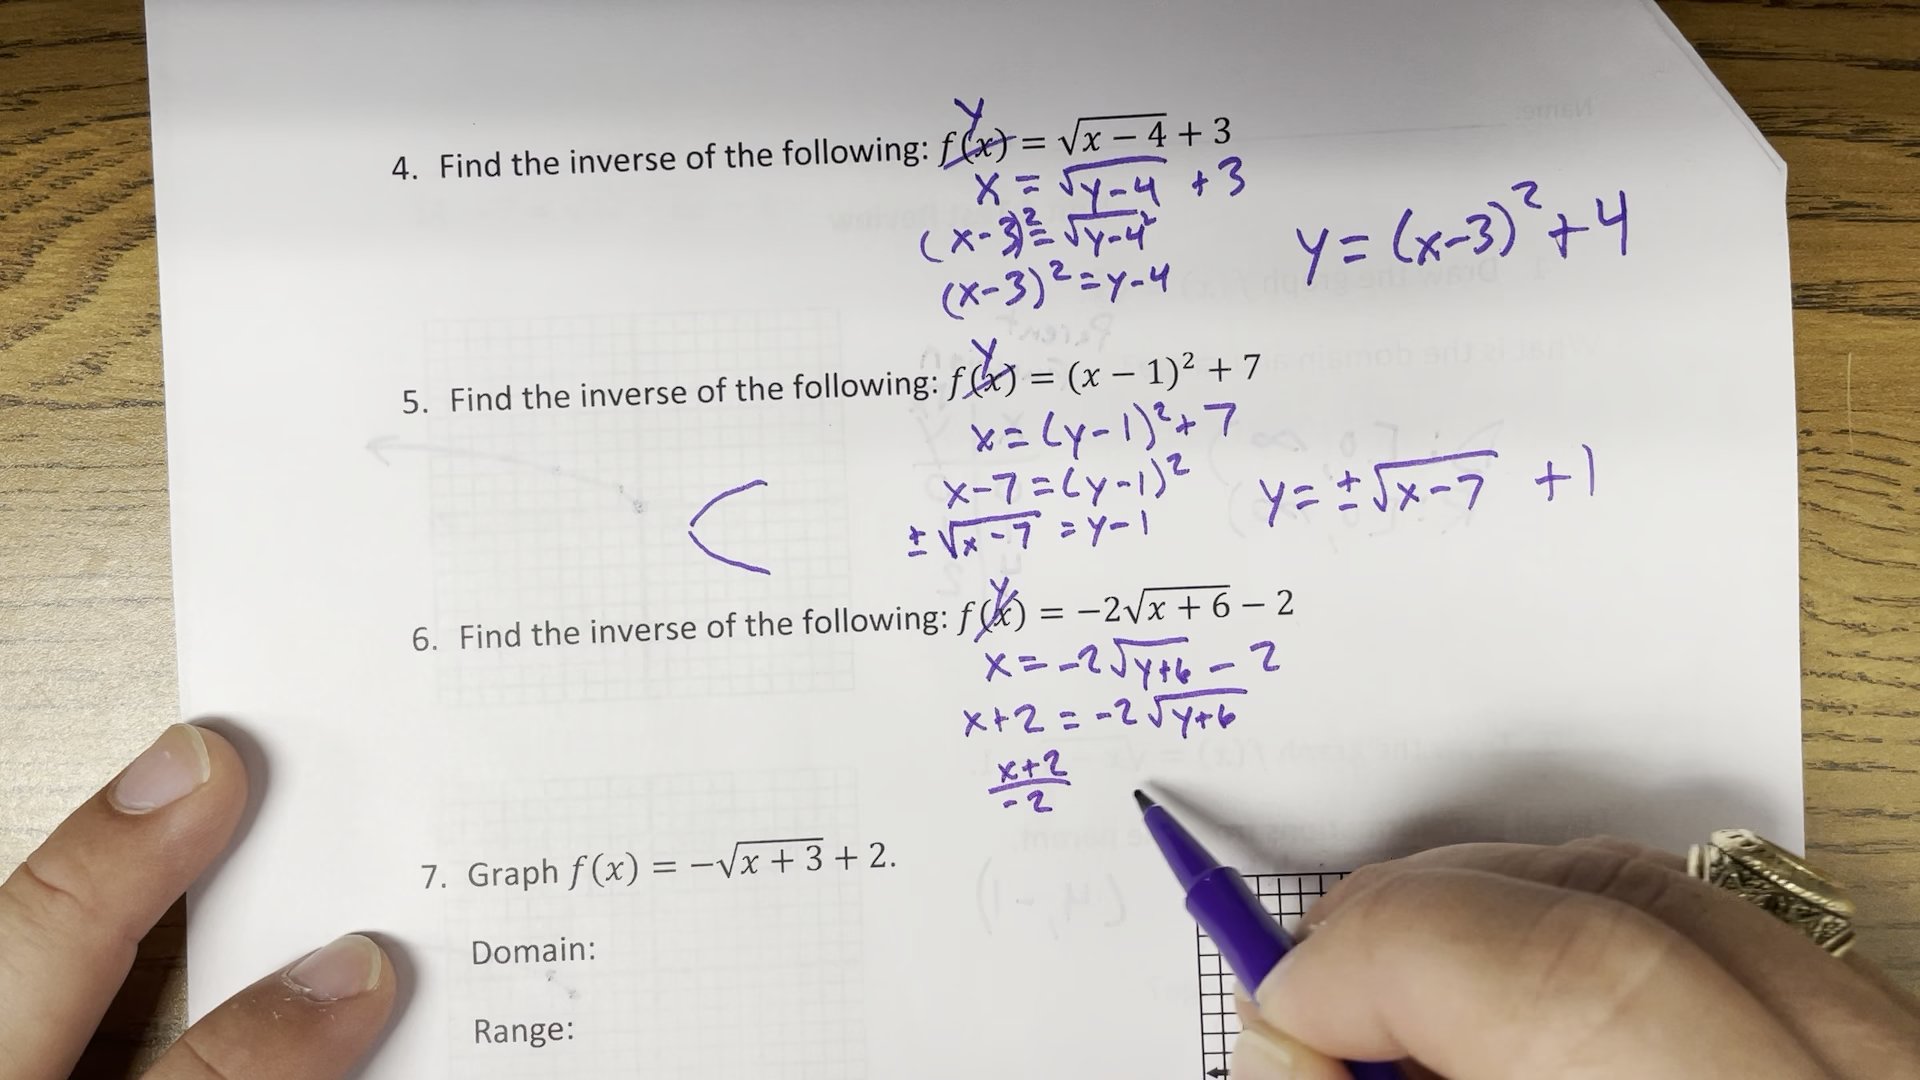 y
4. Find the inverse of the following: f(x) = √x − 4 + 3
x = √y-4 + 3
(x-3)² = √y-4²
(x-3)² = y-4
y = (x-3)² + 4
y
5. Find the inverse of the following: f(x) = (x − 1)² + 7
x = (y-1)² + 7
x-7 = (y-1)²
± √x-7 = y-1
y = ± √x-7 + 1
y
6. Find the inverse of the following: f(x) = −2√x + 6 − 2
x = -2√y+6 - 2
x+2 = -2√y+6
x+2
-2
7. Graph f(x) = −√x + 3 + 2.
Domain:
Range: